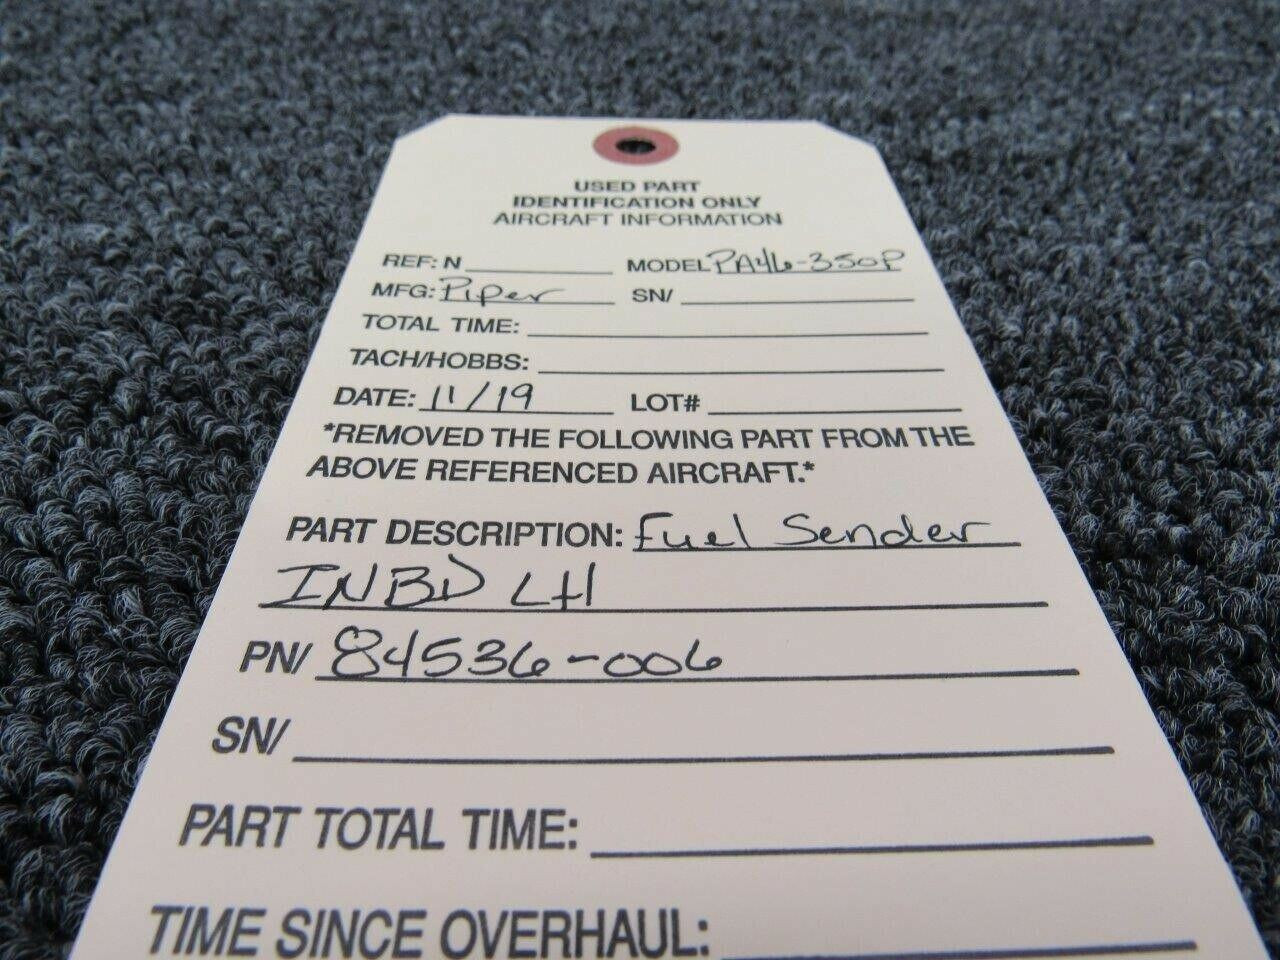 USED PART
IDENTIFICATION ONLY
AIRCRAFT INFORMATION
REF: N MODEL PA46-350P
MFG: Piper SN/
TOTAL TIME:
TACH/HOBBS:
DATE: 11/19 LOT#
*REMOVED THE FOLLOWING PART FROM THE
ABOVE REFERENCED AIRCRAFT.*
PART DESCRIPTION: Fuel Sender
INBD LH
PN/ 84536-006
SN/
PART TOTAL TIME:
TIME SINCE OVERHAUL: